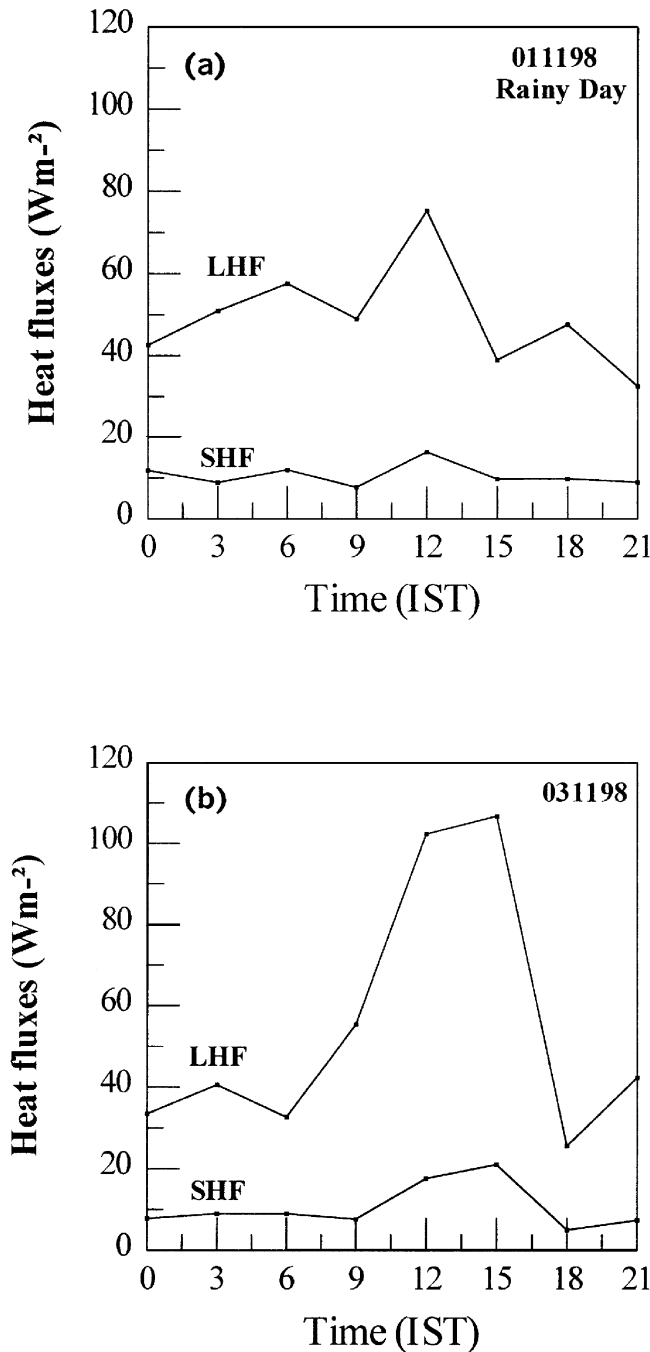 120
(a)
011198
Rainy Day
100
80
60
40
20
0
Heat fluxes (Wm-²)
LHF
SHF
0 3 6 9 12 15 18 21
Time (IST)
120
(b)
031198
100
80
60
40
20
0
Heat fluxes (Wm-²)
LHF
SHF
0 3 6 9 12 15 18 21
Time (IST)